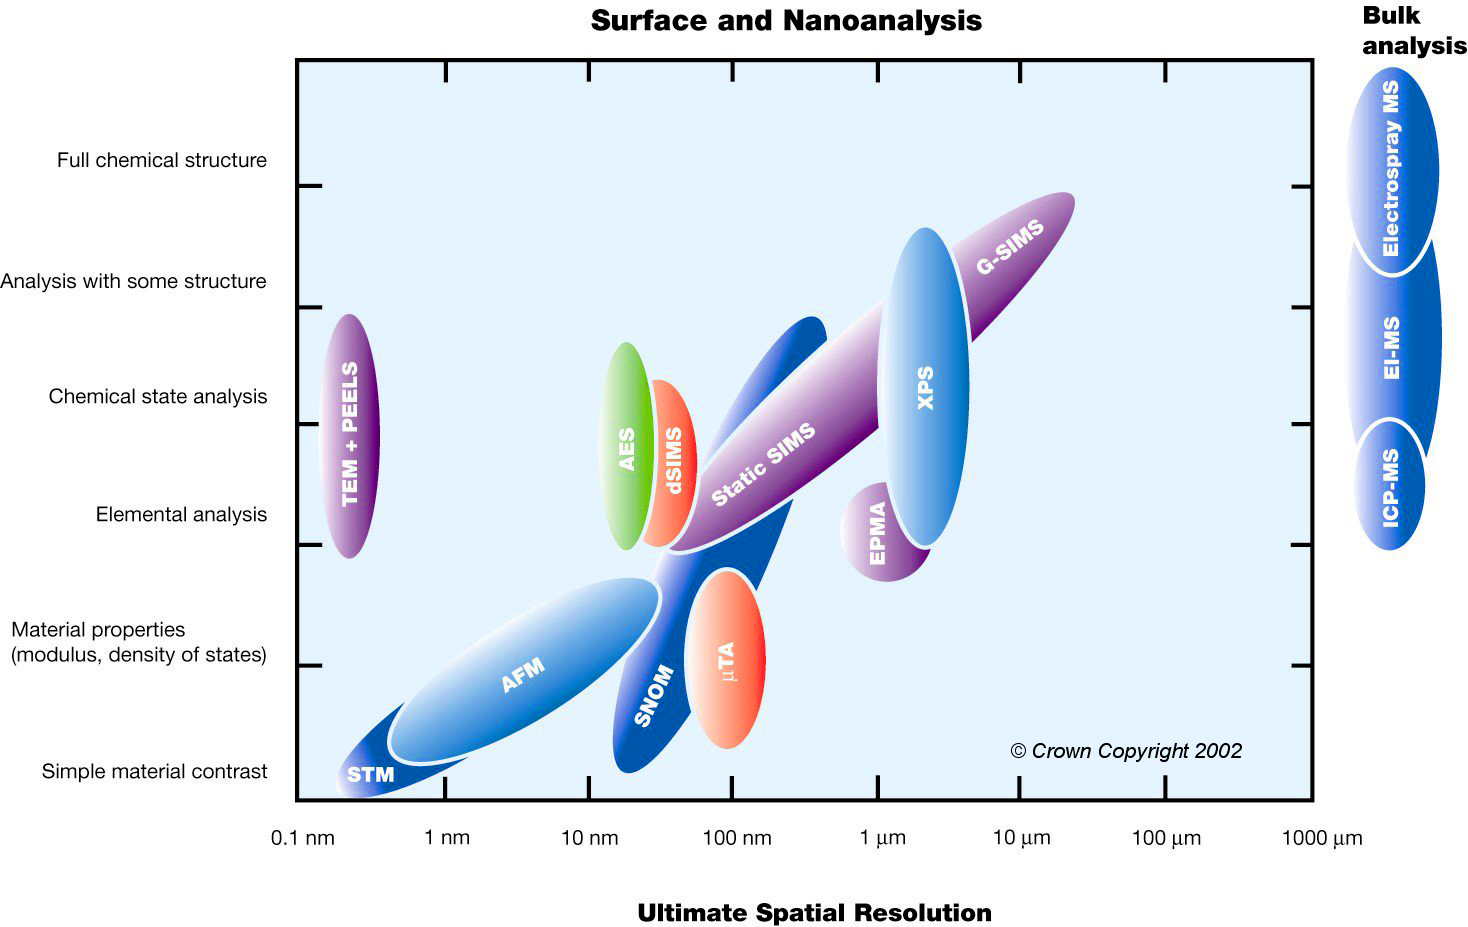 Surface and Nanoanalysis
Bulk
analysis
Full chemical structure
Analysis with some structure
Chemical state analysis
Elemental analysis
Material properties
(modulus, density of states)
Simple material contrast
TEM + PEELS
AES
dSIMS
Static SIMS
G-SIMS
XPS
EPMA
AFM
STM
SNOM
µTA
Electrospray MS
EI-MS
ICP-MS
© Crown Copyright 2002
0.1 nm
1 nm
10 nm
100 nm
1 µm
10 µm
100 µm
1000 µm
Ultimate Spatial Resolution